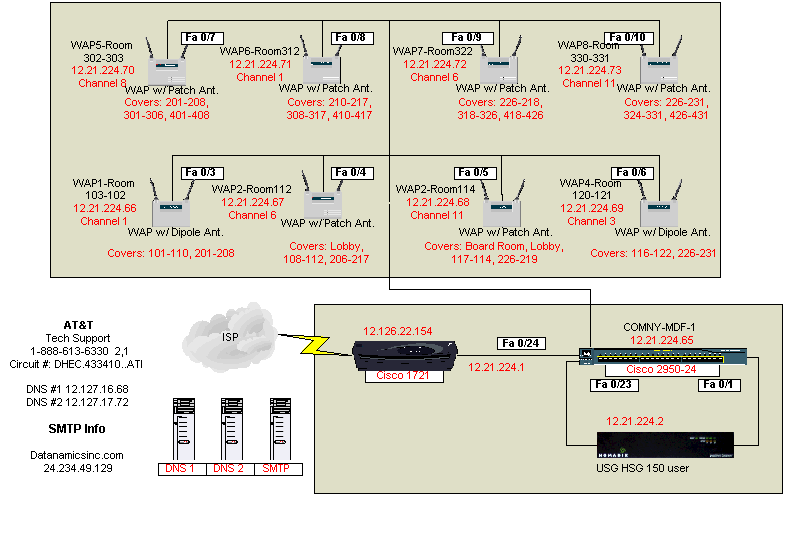 Fa 0/7
Fa 0/8
Fa 0/9
Fa 0/10
WAP5-Room
302-303
12.21.224.70
Channel 8
WAP w/ Patch Ant.
Covers: 201-208,
301-306, 401-408
WAP6-Room312
12.21.224.71
Channel 1
WAP w/ Patch Ant.
Covers: 210-217,
308-317, 410-417
WAP7-Room322
12.21.224.72
Channel 6
WAP w/ Patch Ant.
Covers: 226-218,
318-326, 418-426
WAP8-Room
330-331
12.21.224.73
Channel 11
WAP w/ Patch Ant.
Covers: 226-231,
324-331, 426-431
Fa 0/3
Fa 0/4
Fa 0/5
Fa 0/6
WAP1-Room
103-102
12.21.224.66
Channel 1
WAP w/ Dipole Ant.
Covers: 101-110, 201-208
WAP2-Room112
12.21.224.67
Channel 6
WAP w/ Patch Ant.
Covers: Lobby,
108-112, 206-217
WAP2-Room114
12.21.224.68
Channel 11
WAP w/ Patch Ant.
Covers: Board Room, Lobby,
117-114, 226-219
WAP4-Room
120-121
12.21.224.69
Channel 3
WAP w/ Dipole Ant.
Covers: 116-122, 226-231
AT&T
Tech Support
1-888-613-6330 2,1
Circuit #: DHEC.433410..ATI
DNS #1 12.127.16.68
DNS #2 12.127.17.72
SMTP Info
Datanamicsinc.com
24.234.49.129
ISP
DNS 1
DNS 2
SMTP
12.126.22.154
Cisco 1721
Fa 0/24
12.21.224.1
COMNY-MDF-1
12.21.224.65
Cisco 2950-24
Fa 0/23
Fa 0/1
12.21.224.2
NOMADIX
USG HSG 150 user